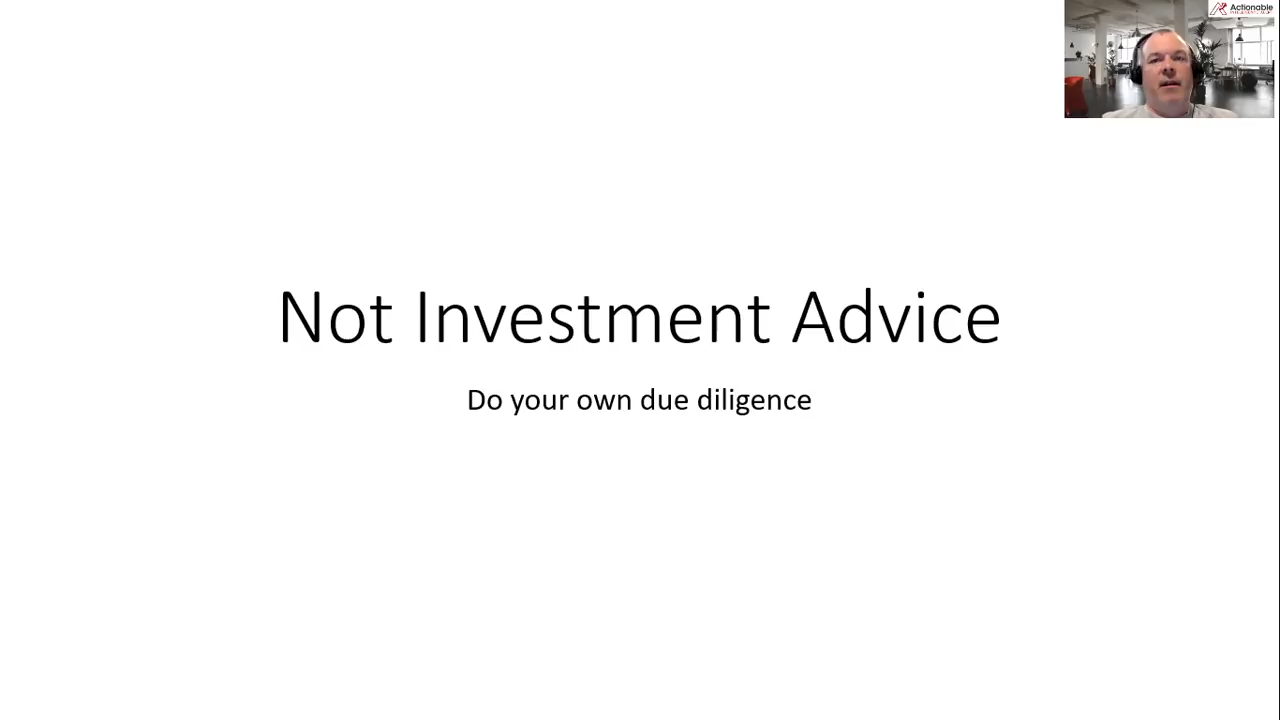 Actionable
Not Investment Advice
Do your own due diligence